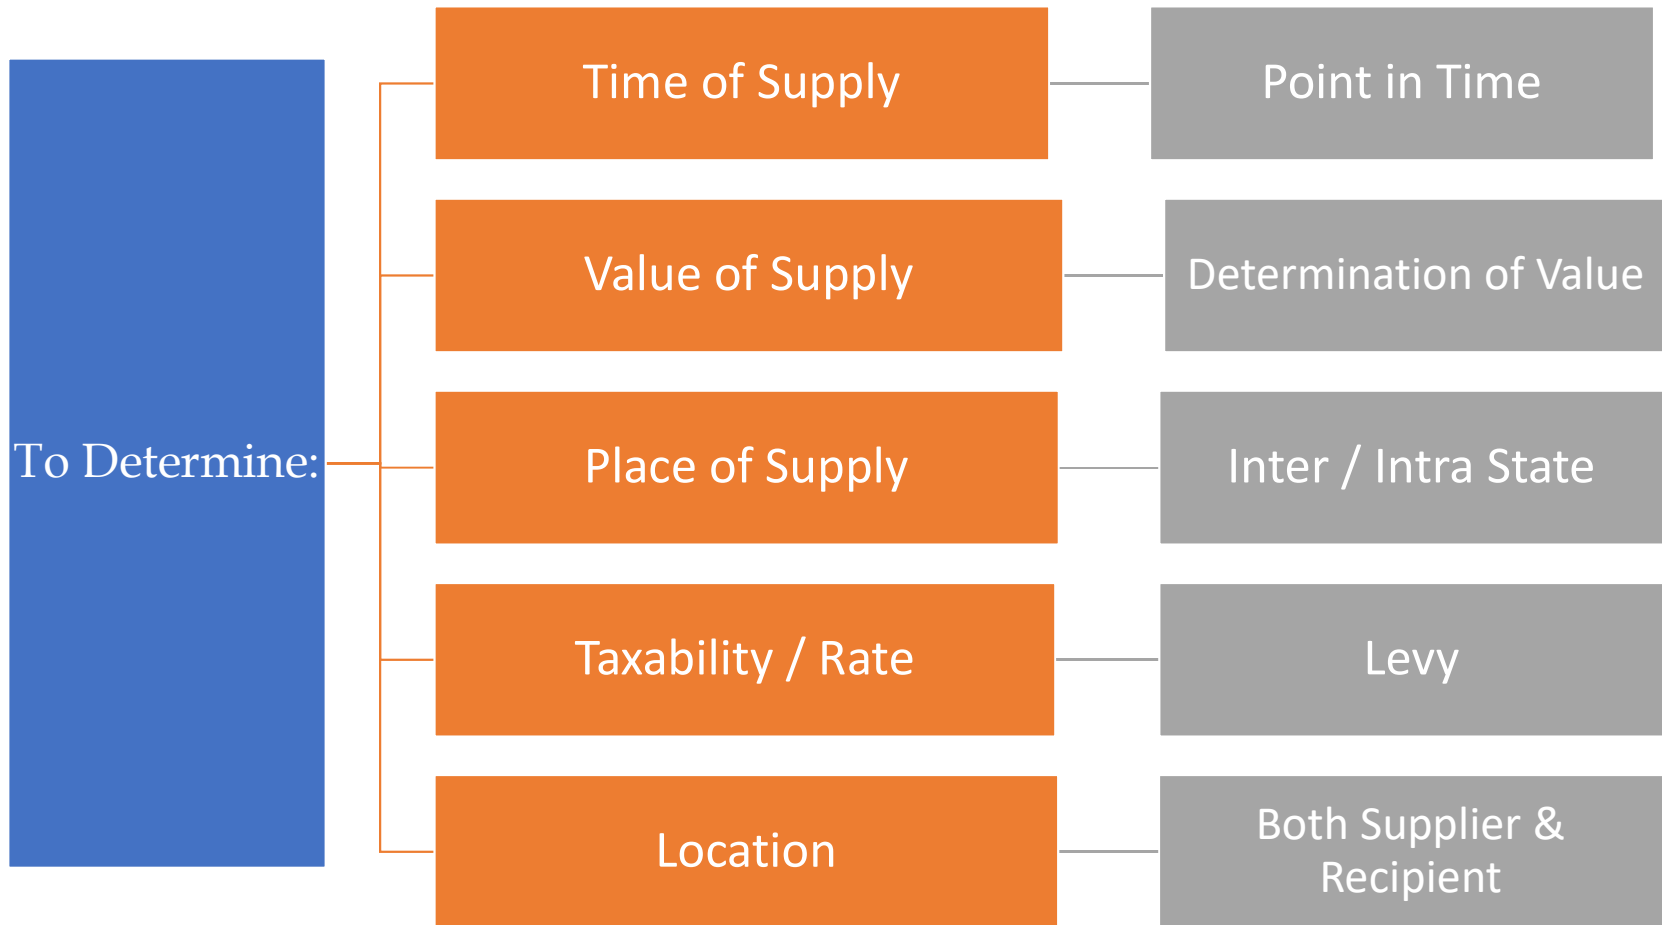 To Determine:
Time of Supply
Point in Time
Value of Supply
Determination of Value
Place of Supply
Inter / Intra State
Taxability / Rate
Levy
Location
Both Supplier &
Recipient